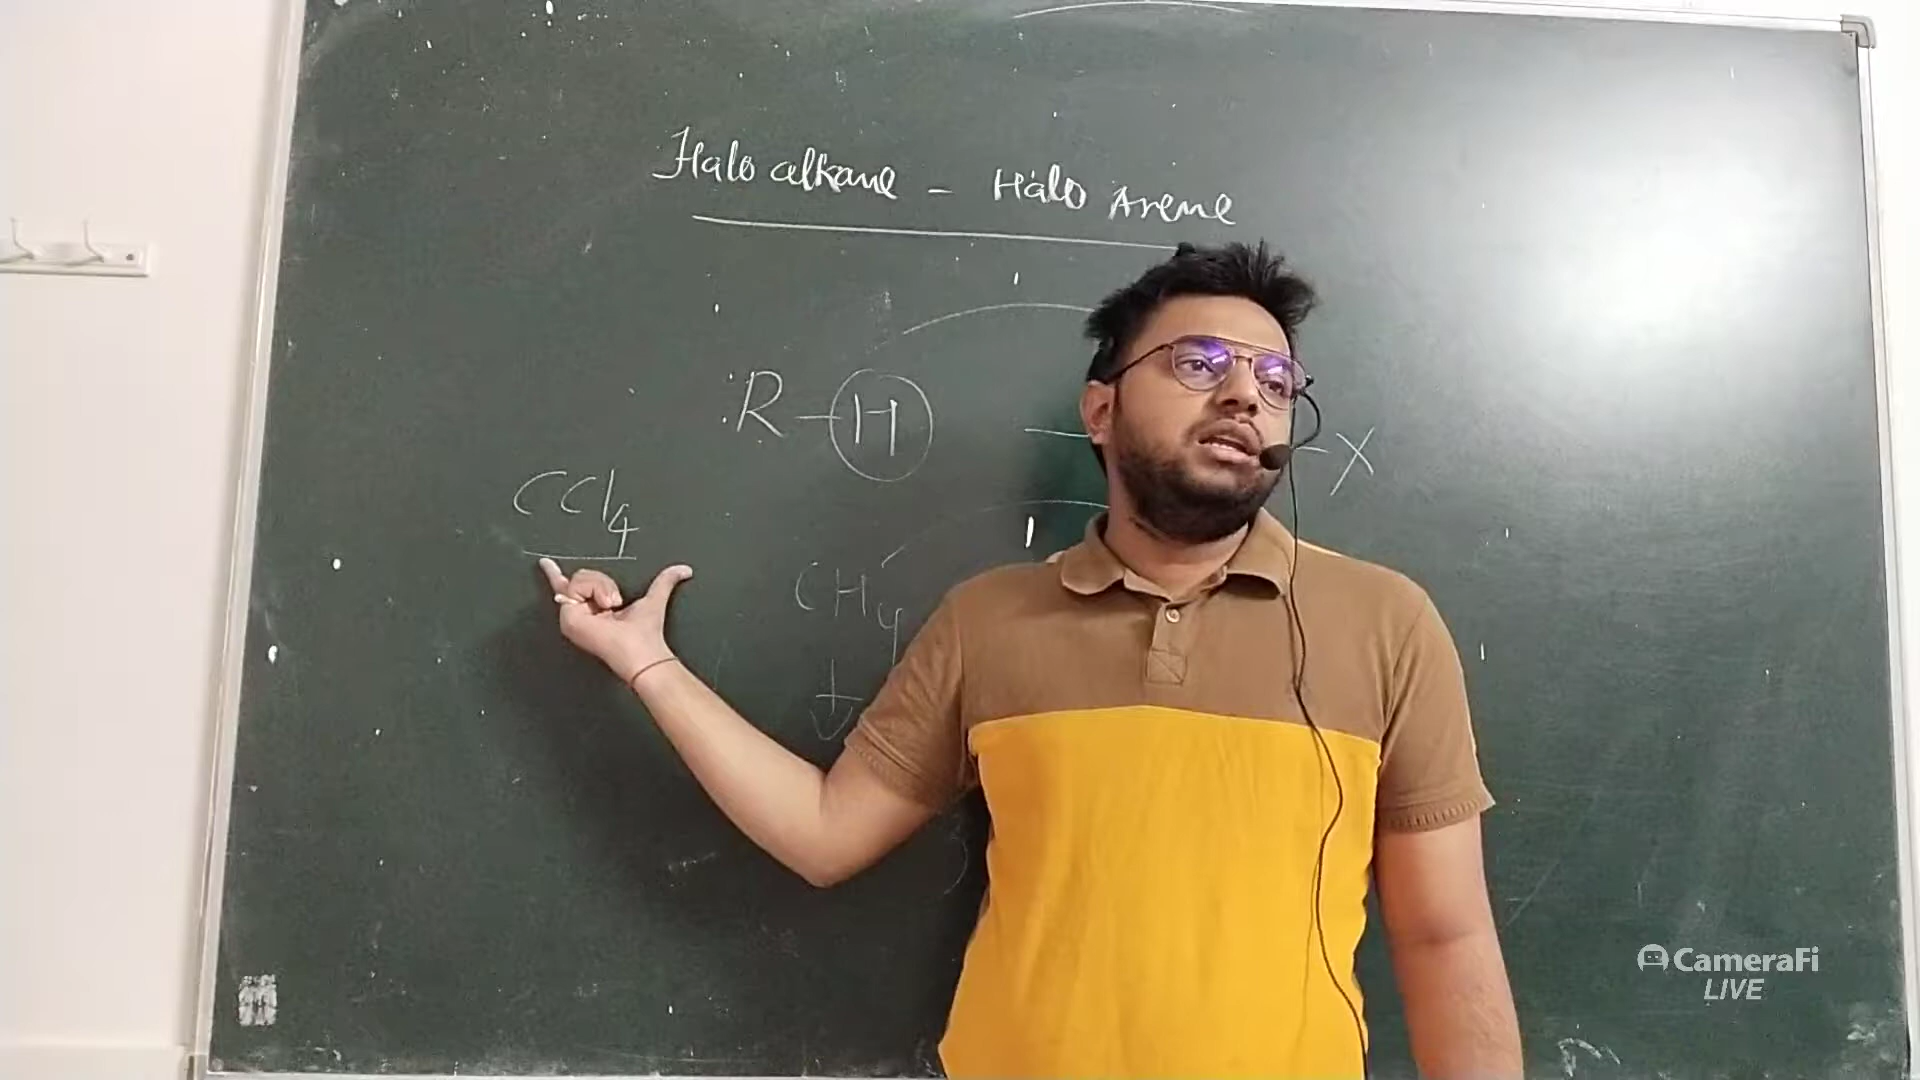 Halo alkane - Halo Arene
R-H
-X
CCl4
CH4
CameraFi
LIVE